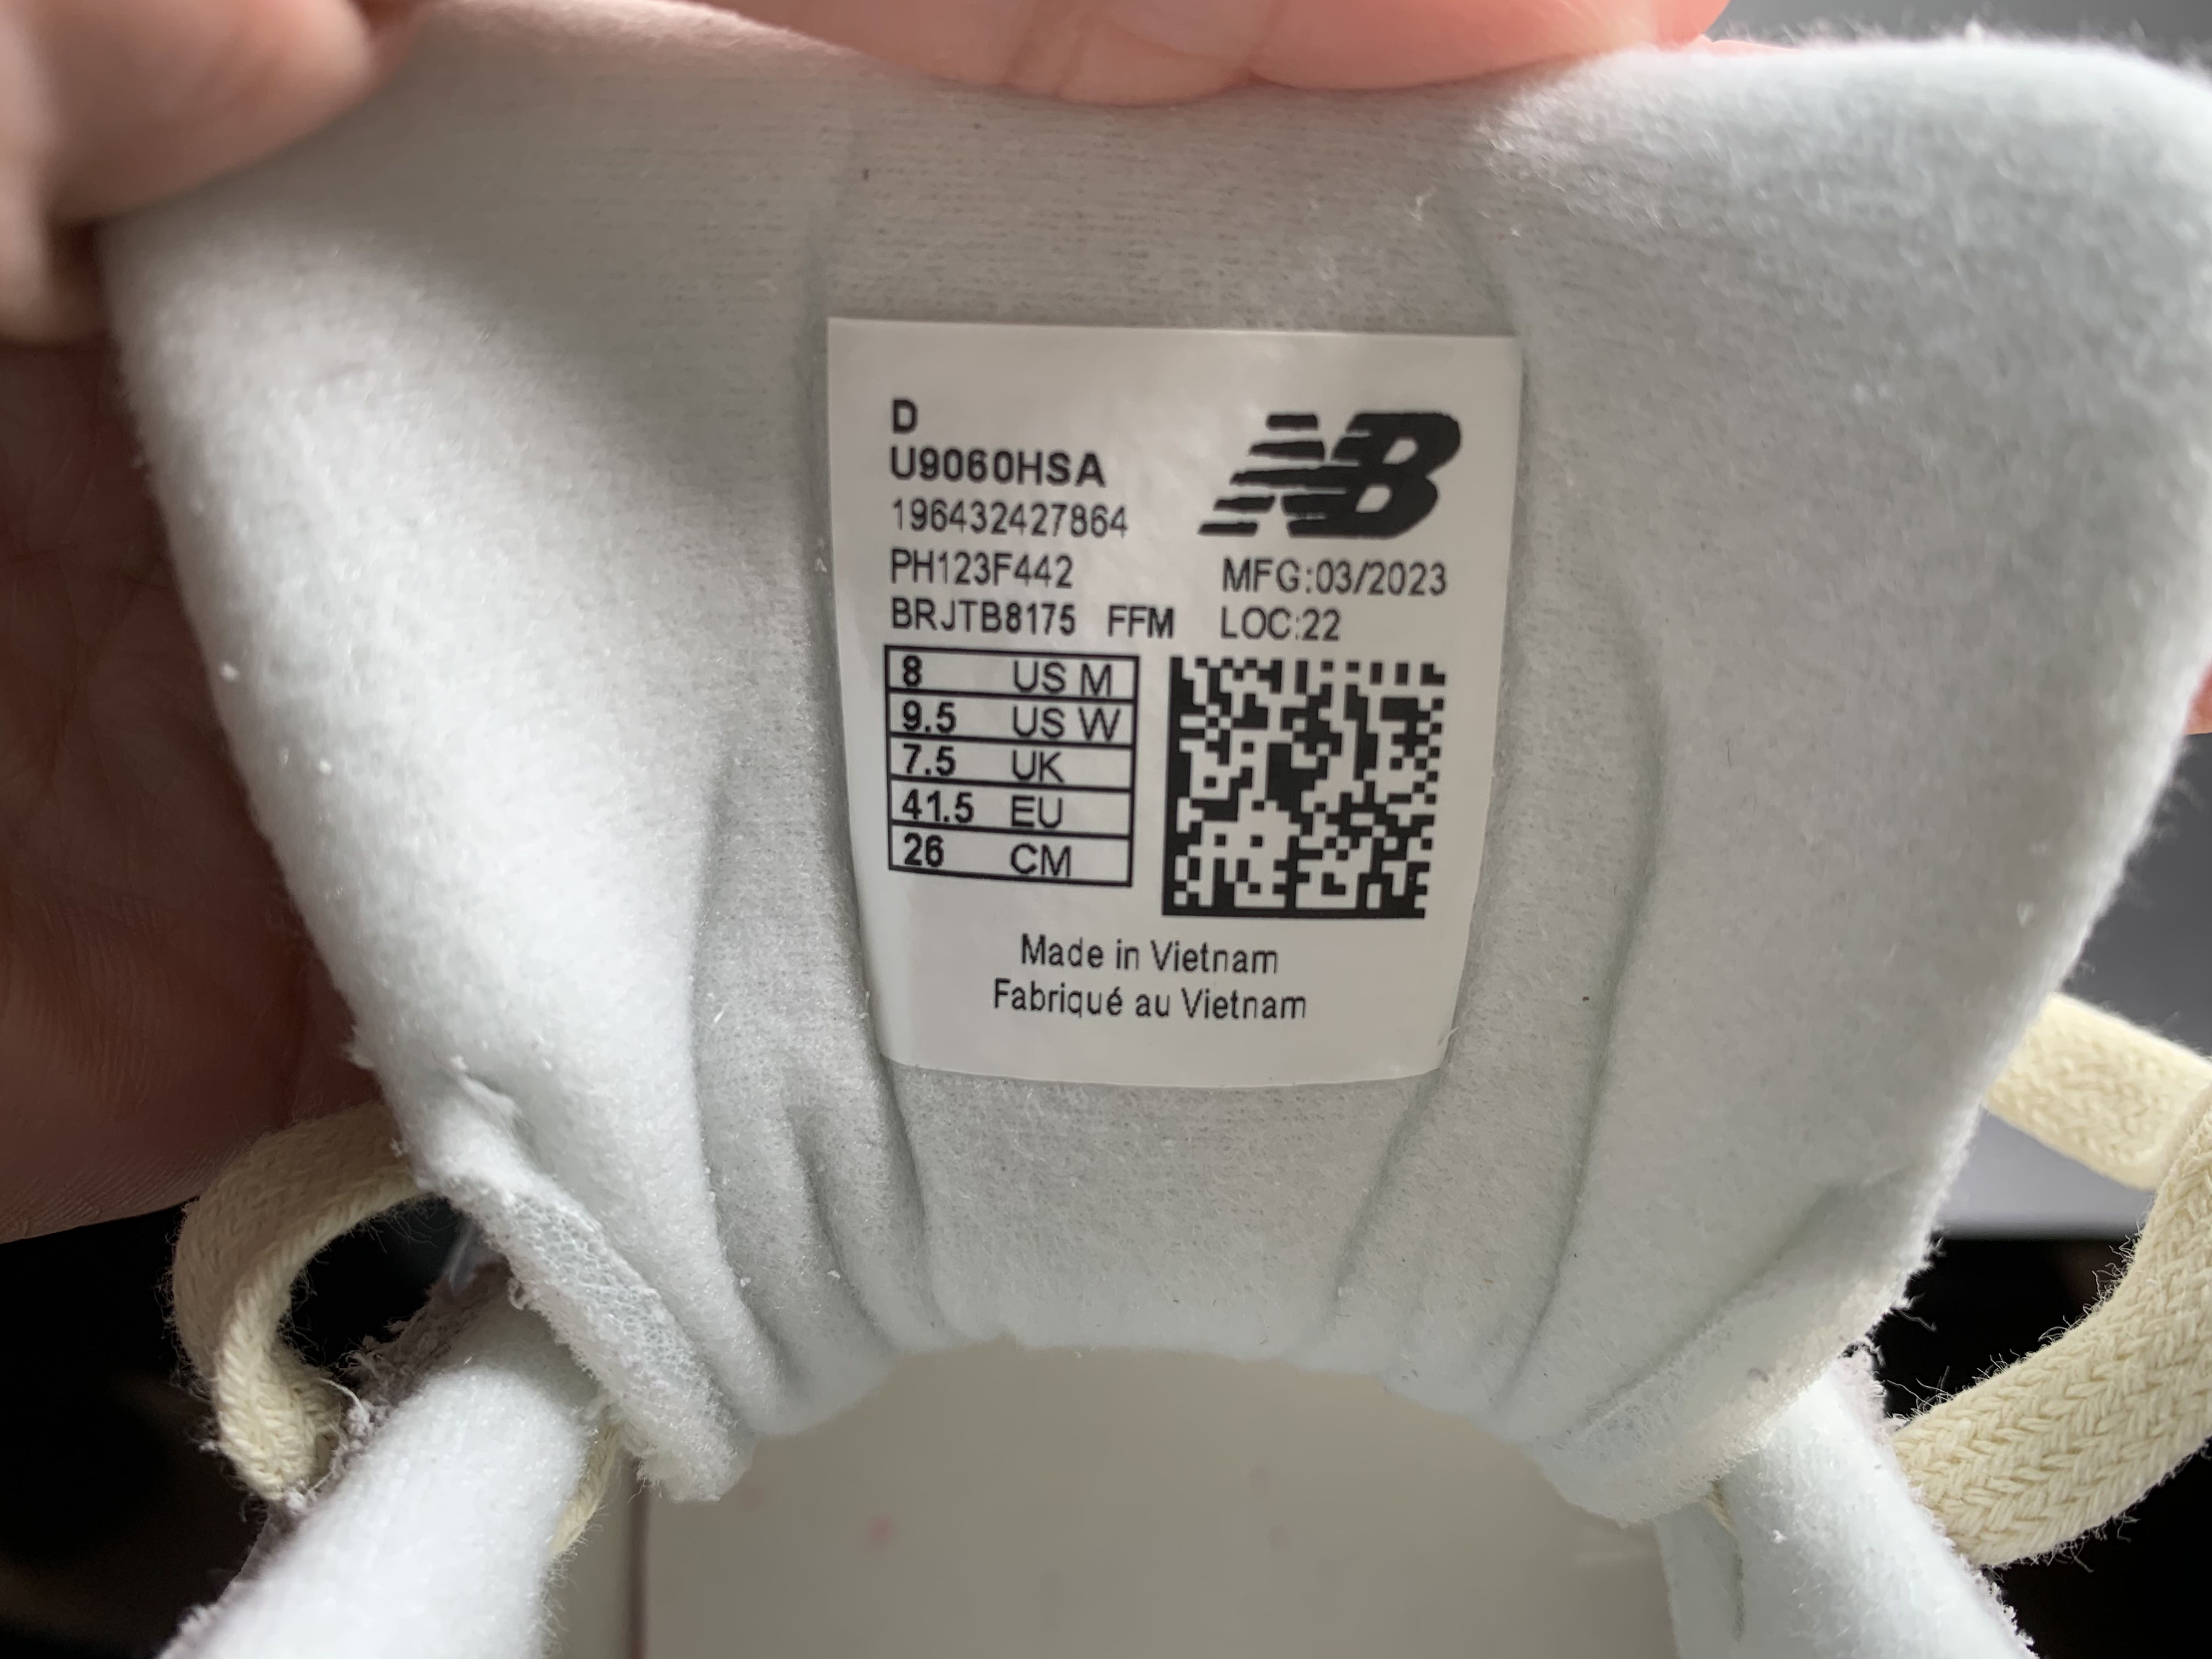 D
U9060HSA
196432427864
PH123F442
BRJTB8175 FFM
NB
MFG:03/2023
LOC:22
8 US M
9.5 US W
7.5 UK
41.5 EU
26 CM
Made in Vietnam
Fabriqué au Vietnam